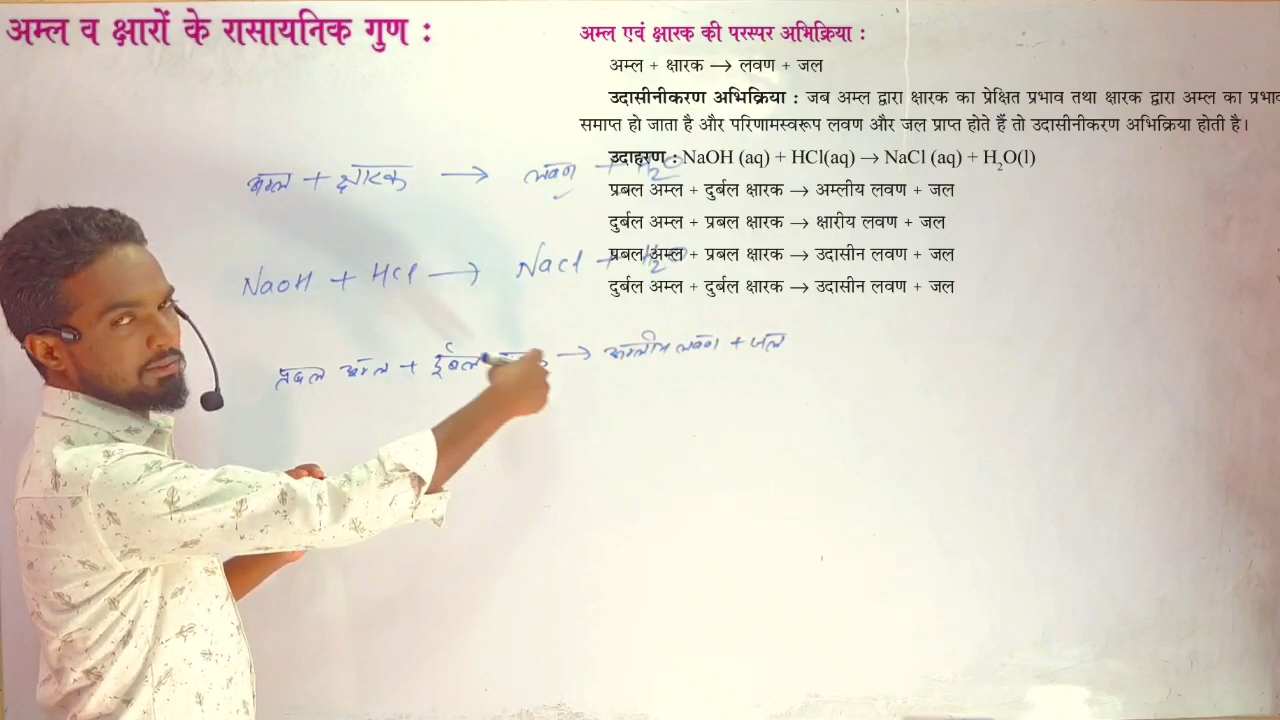 अम्ल व क्षारों के रासायनिक गुण :
अम्ल एवं क्षारक की परस्पर अभिक्रिया :
अम्ल + क्षारक → लवण + जल
उदासीनीकरण अभिक्रिया : जब अम्ल द्वारा क्षारक का प्रेक्षित प्रभाव तथा क्षारक द्वारा अम्ल का प्रभाव
समाप्त हो जाता है और परिणामस्वरूप लवण और जल प्राप्त होते हैं तो उदासीनीकरण अभिक्रिया होती है।
उदाहरण : NaOH (aq) + HCl(aq) → NaCl (aq) + H₂O(l)
प्रबल अम्ल + दुर्बल क्षारक → अम्लीय लवण + जल
दुर्बल अम्ल + प्रबल क्षारक → क्षारीय लवण + जल
प्रबल अम्ल + प्रबल क्षारक → उदासीन लवण + जल
दुर्बल अम्ल + दुर्बल क्षारक → उदासीन लवण + जल
अम्ल + क्षारक → लवण + H₂O
NaOH + HCl → NaCl + H₂O
प्रबल अम्ल + दुर्बल → अम्लीय लवण + जल